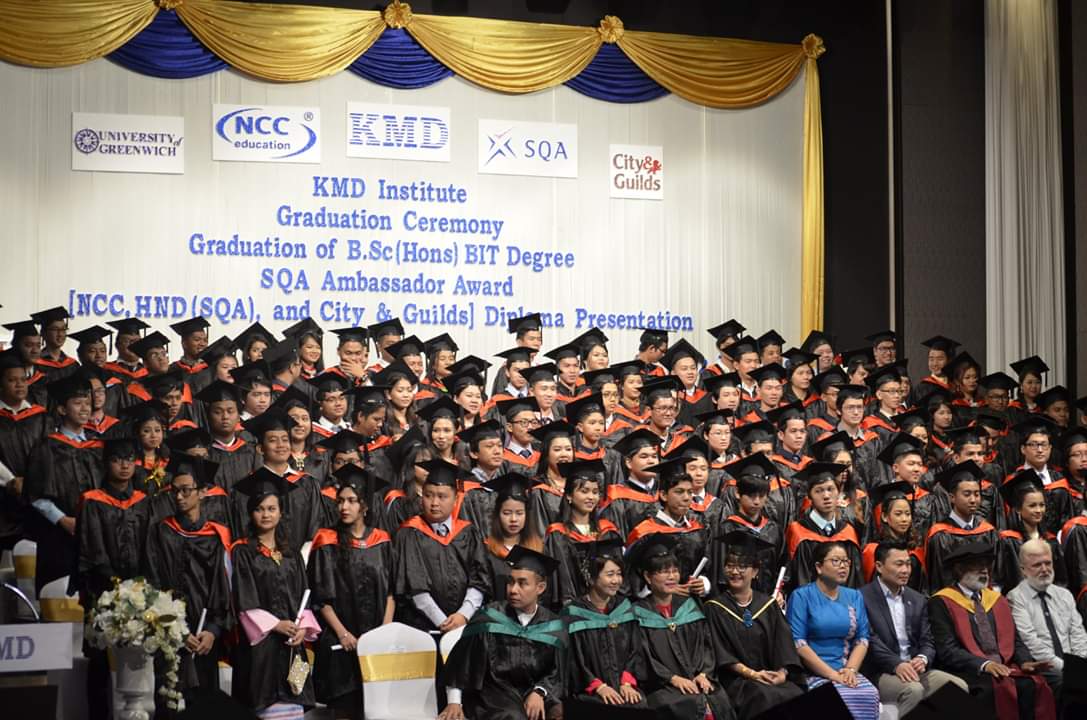 UNIVERSITY of
GREENWICH
NCC ®
education
KMD
SQA
City&
Guilds
KMD Institute
Graduation Ceremony
Graduation of B.Sc(Hons) BIT Degree
SQA Ambassador Award
[NCC, HND(SQA), and City & Guilds] Diploma Presentation
MD